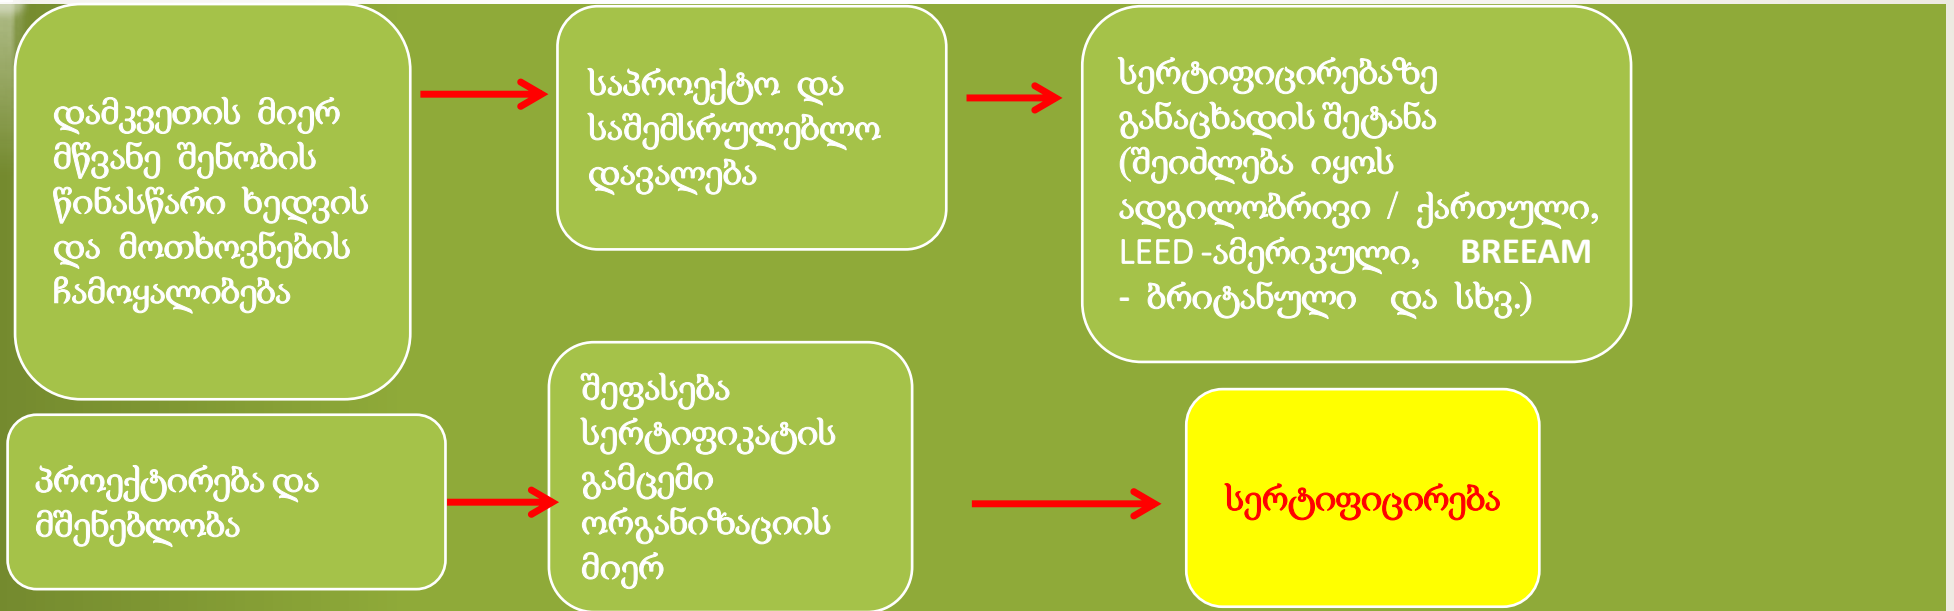 დამკვეთის მიერ
მწვანე შენობის
წინასწარი ხედვის
და მოთხოვნების
ჩამოყალიბება
საპროექტო და
საშემსრულებლო
დავალება
სერტიფიცირებაზე
განაცხადის შეტანა
(შეიძლება იყოს
ადგილობრივი / ქართული,
LEED -ამერიკული, BREEAM
- ბრიტანული და სხვ.)
პროექტირება და
მშენებლობა
შეფასება
სერტიფიკატის
გამცემი
ორგანიზაციის
მიერ
სერტიფიცირება